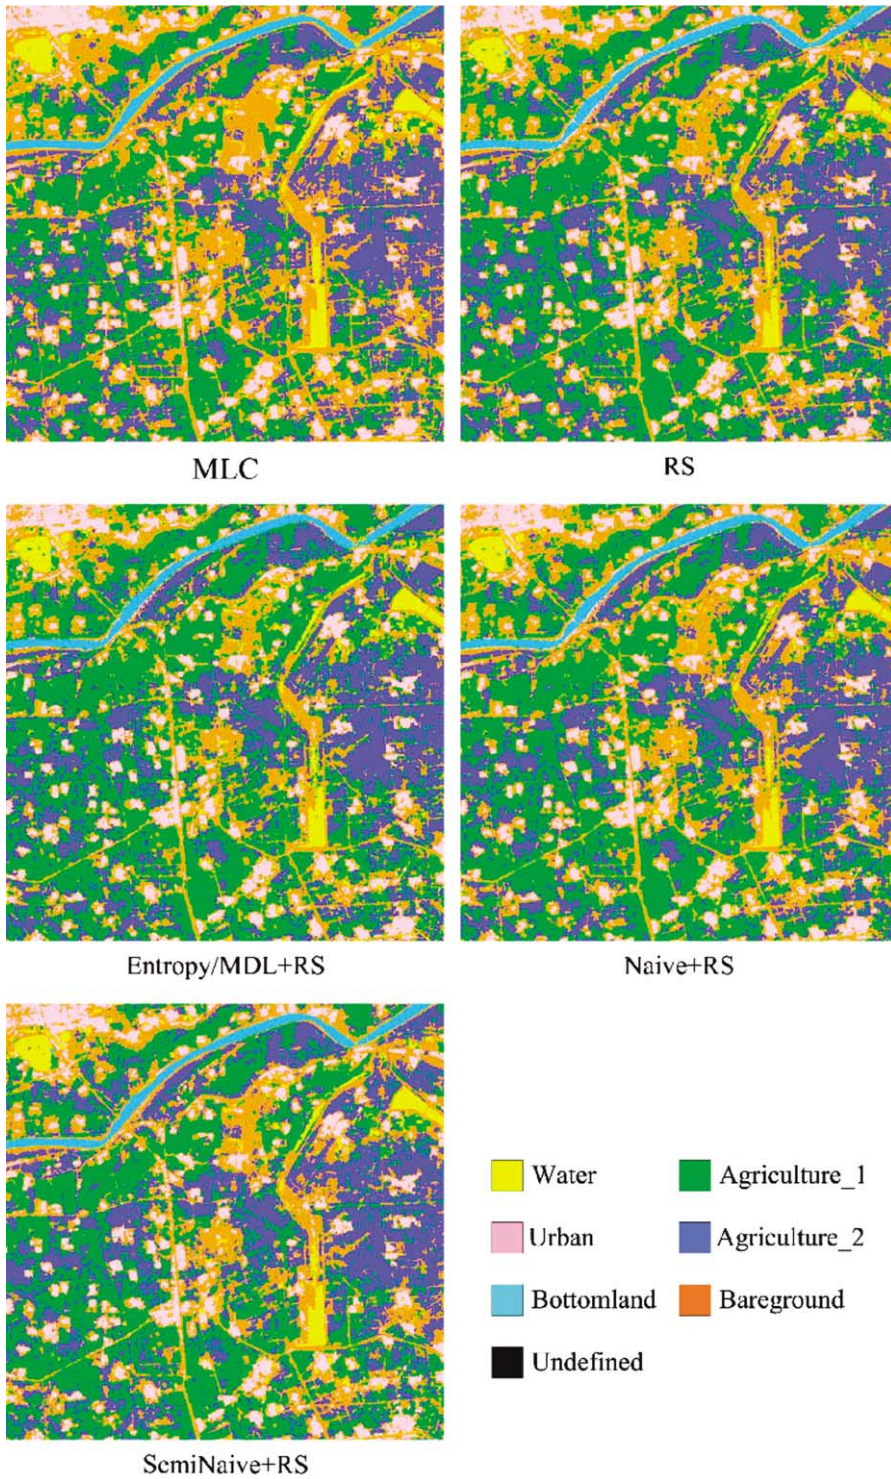 MLC
RS
Entropy/MDL+RS
Naive+RS
Water
Agriculture_1
Urban
Agriculture_2
Bottomland
Bareground
Undefined
SemiNaive+RS